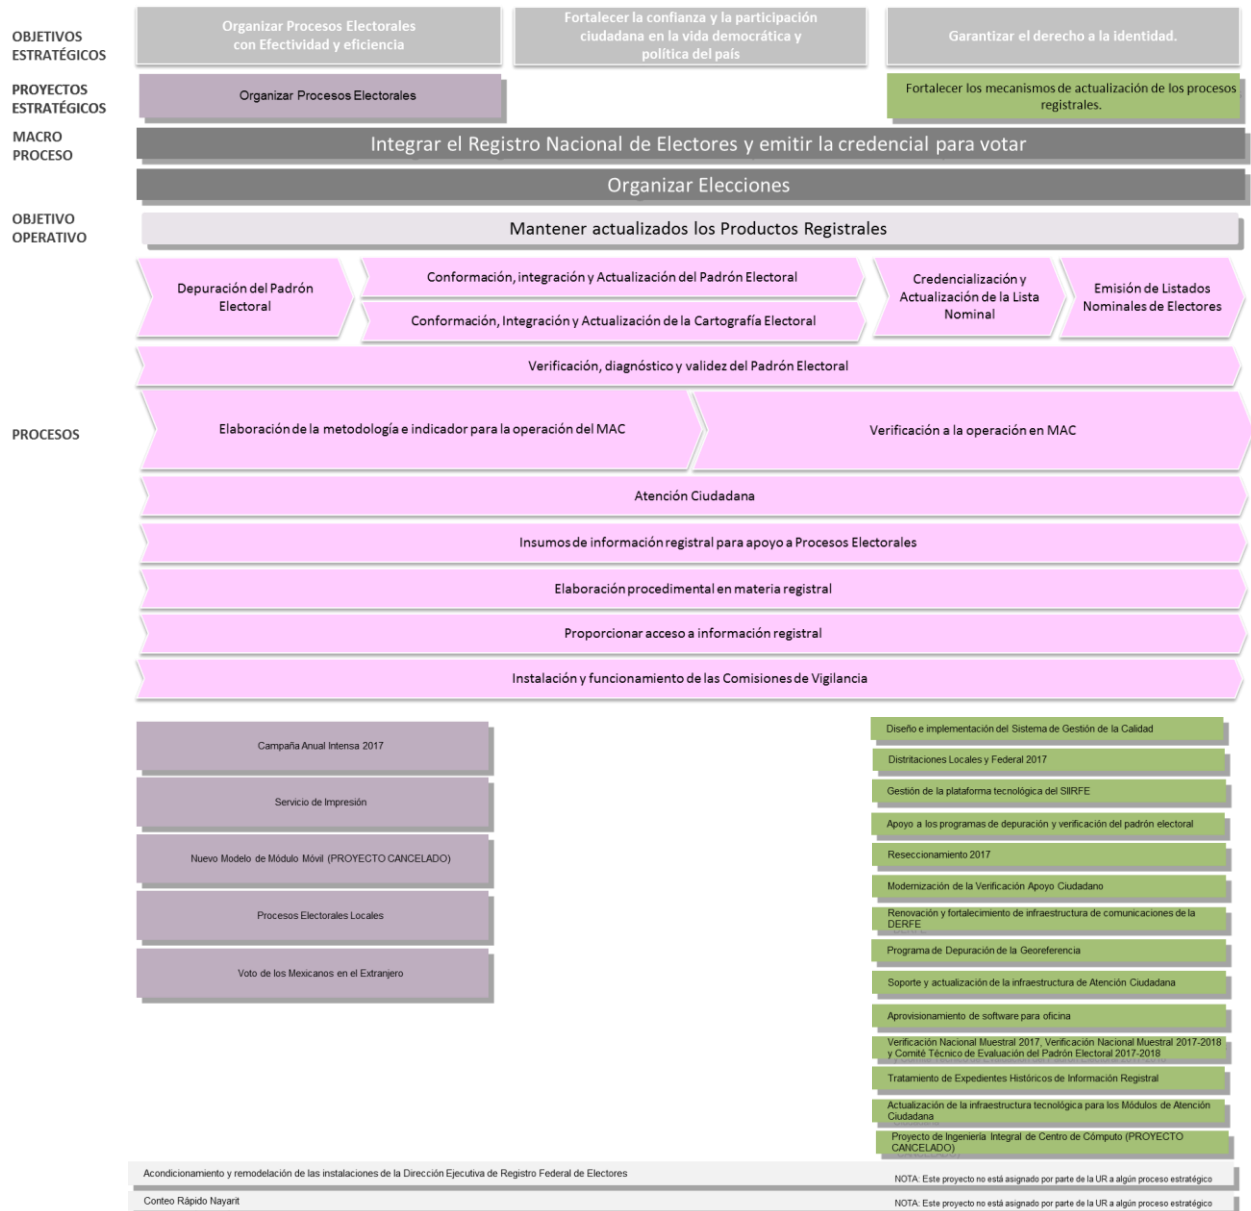 OBJETIVOS
ESTRATÉGICOS
Organizar Procesos Electorales
con Efectividad y eficiencia
Fortalecer la confianza y la participación
ciudadana en la vida democrática y
política del país
Garantizar el derecho a la identidad.
PROYECTOS
ESTRATÉGICOS
Organizar Procesos Electorales
Fortalecer los mecanismos de actualización de los procesos
registrales.
MACRO
PROCESO
Integrar el Registro Nacional de Electores y emitir la credencial para votar
Organizar Elecciones
OBJETIVO
OPERATIVO
Mantener actualizados los Productos Registrales
PROCESOS
Depuración del Padrón
Electoral
Conformación, integración y Actualización del Padrón Electoral
Conformación, Integración y Actualización de la Cartografía Electoral
Credencialización y
Actualización de la Lista
Nominal
Emisión de Listados
Nominales de Electores
Verificación, diagnóstico y validez del Padrón Electoral
Elaboración de la metodología e indicador para la operación del MAC
Verificación a la operación en MAC
Atención Ciudadana
Insumos de información registral para apoyo a Procesos Electorales
Elaboración procedimental en materia registral
Proporcionar acceso a información registral
Instalación y funcionamiento de las Comisiones de Vigilancia
Campaña Anual Intensa 2017
Servicio de Impresión
Nuevo Modelo de Módulo Móvil (PROYECTO CANCELADO)
Procesos Electorales Locales
Voto de los Mexicanos en el Extranjero
Diseño e implementación del Sistema de Gestión de la Calidad
Distritaciones Locales y Federal 2017
Gestión de la plataforma tecnológica del SIIRFE
Apoyo a los programas de depuración y verificación del padrón electoral
Reseccionamiento 2017
Modernización de la Verificación Apoyo Ciudadano
Renovación y fortalecimiento de infraestructura de comunicaciones de la
DERFE
Programa de Depuración de la Georeferencia
Soporte y actualización de la infraestructura de Atención Ciudadana
Aprovisionamiento de software para oficina
Verificación Nacional Muestral 2017, Verificación Nacional Muestral 2017-2018
y Comité Técnico de Evaluación del Padrón Electoral 2017-2018
Tratamiento de Expedientes Históricos de Información Registral
Actualización de la infraestructura tecnológica para los Módulos de Atención
Ciudadana
Proyecto de Ingeniería Integral de Centro de Cómputo (PROYECTO
CANCELADO)
Acondicionamiento y remodelación de las instalaciones de la Dirección Ejecutiva de Registro Federal de Electores
NOTA: Este proyecto no está asignado por parte de la UR a algún proceso estratégico
Conteo Rápido Nayarit
NOTA: Este proyecto no está asignado por parte de la UR a algún proceso estratégico